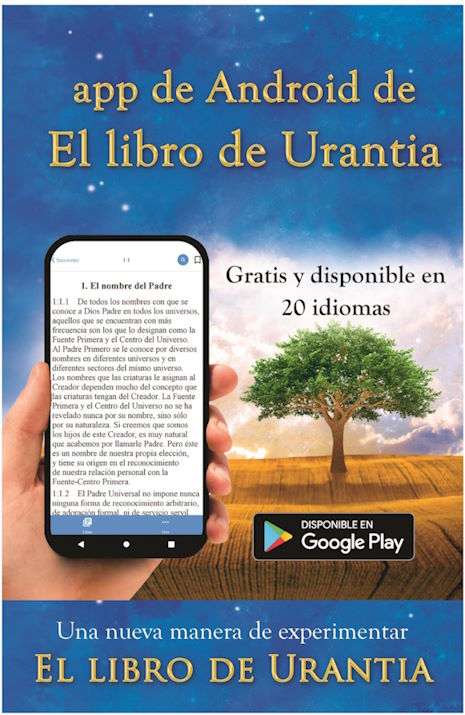 app de Android de
El libro de Urantia
Secciones
1:1
1. El nombre del Padre
1:1.1 De todos los nombres con que se
conoce a Dios Padre en todos los universos,
aquellos que se encuentran con más
frecuencia son los que lo designan como la
Fuente Primera y el Centro del Universo.
Al Padre Primero se le conoce por diversos
nombres en diferentes universos y en
diferentes sectores del mismo universo.
Los nombres que las criaturas le asignan al
Creador dependen mucho del concepto que
las criaturas tengan del Creador. La Fuente
Primera y el Centro del Universo no se ha
revelado nunca por su nombre, sino sólo
por su naturaleza. Si creemos que somos
los hijos de este Creador, es muy natural
que acabemos por llamarle Padre. Pero éste
es un nombre de nuestra propia elección,
y tiene su origen en el reconocimiento
de nuestra relación personal con la
Fuente-Centro Primera.
1:1.2 El Padre Universal no impone nunca
ninguna forma de reconocimiento arbitrario,
de adoración formal, ni de servicio servil
Gratis y disponible en
20 idiomas
DISPONIBLE EN
Google Play
Una nueva manera de experimentar
EL LIBRO DE URANTIA